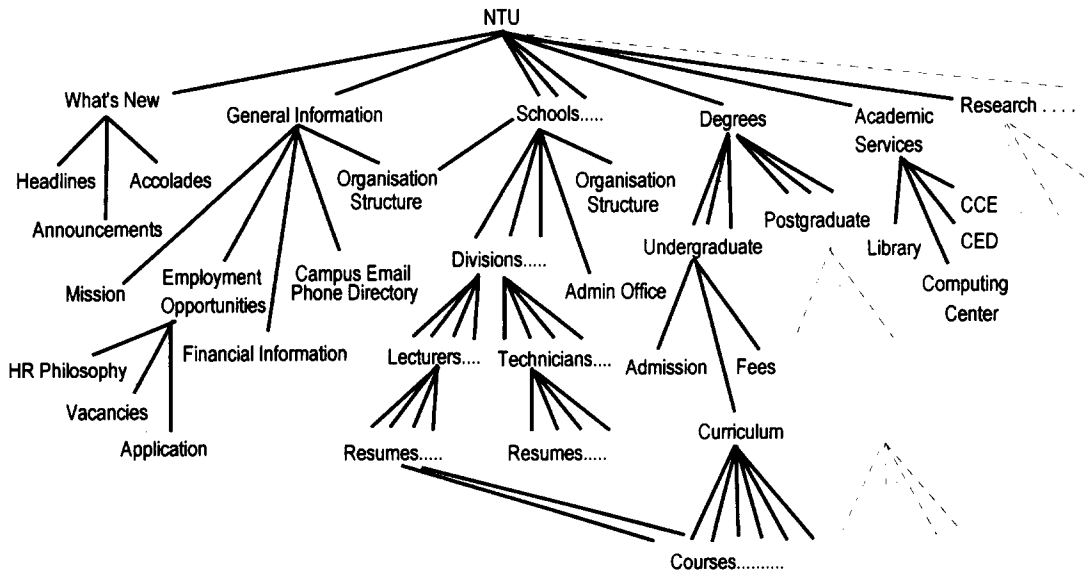 NTU
What's New
General Information
Schools.....
Degrees
Academic
Services
Research . . . .
Headlines
Accolades
Announcements
Organisation
Structure
Organisation
Structure
Postgraduate
CCE
CED
Library
Computing
Center
Undergraduate
Mission
Employment
Opportunities
Campus Email
Phone Directory
Divisions.....
Admin Office
HR Philosophy
Financial Information
Lecturers....
Technicians....
Admission
Fees
Vacancies
Application
Resumes.....
Resumes.....
Curriculum
Courses..........